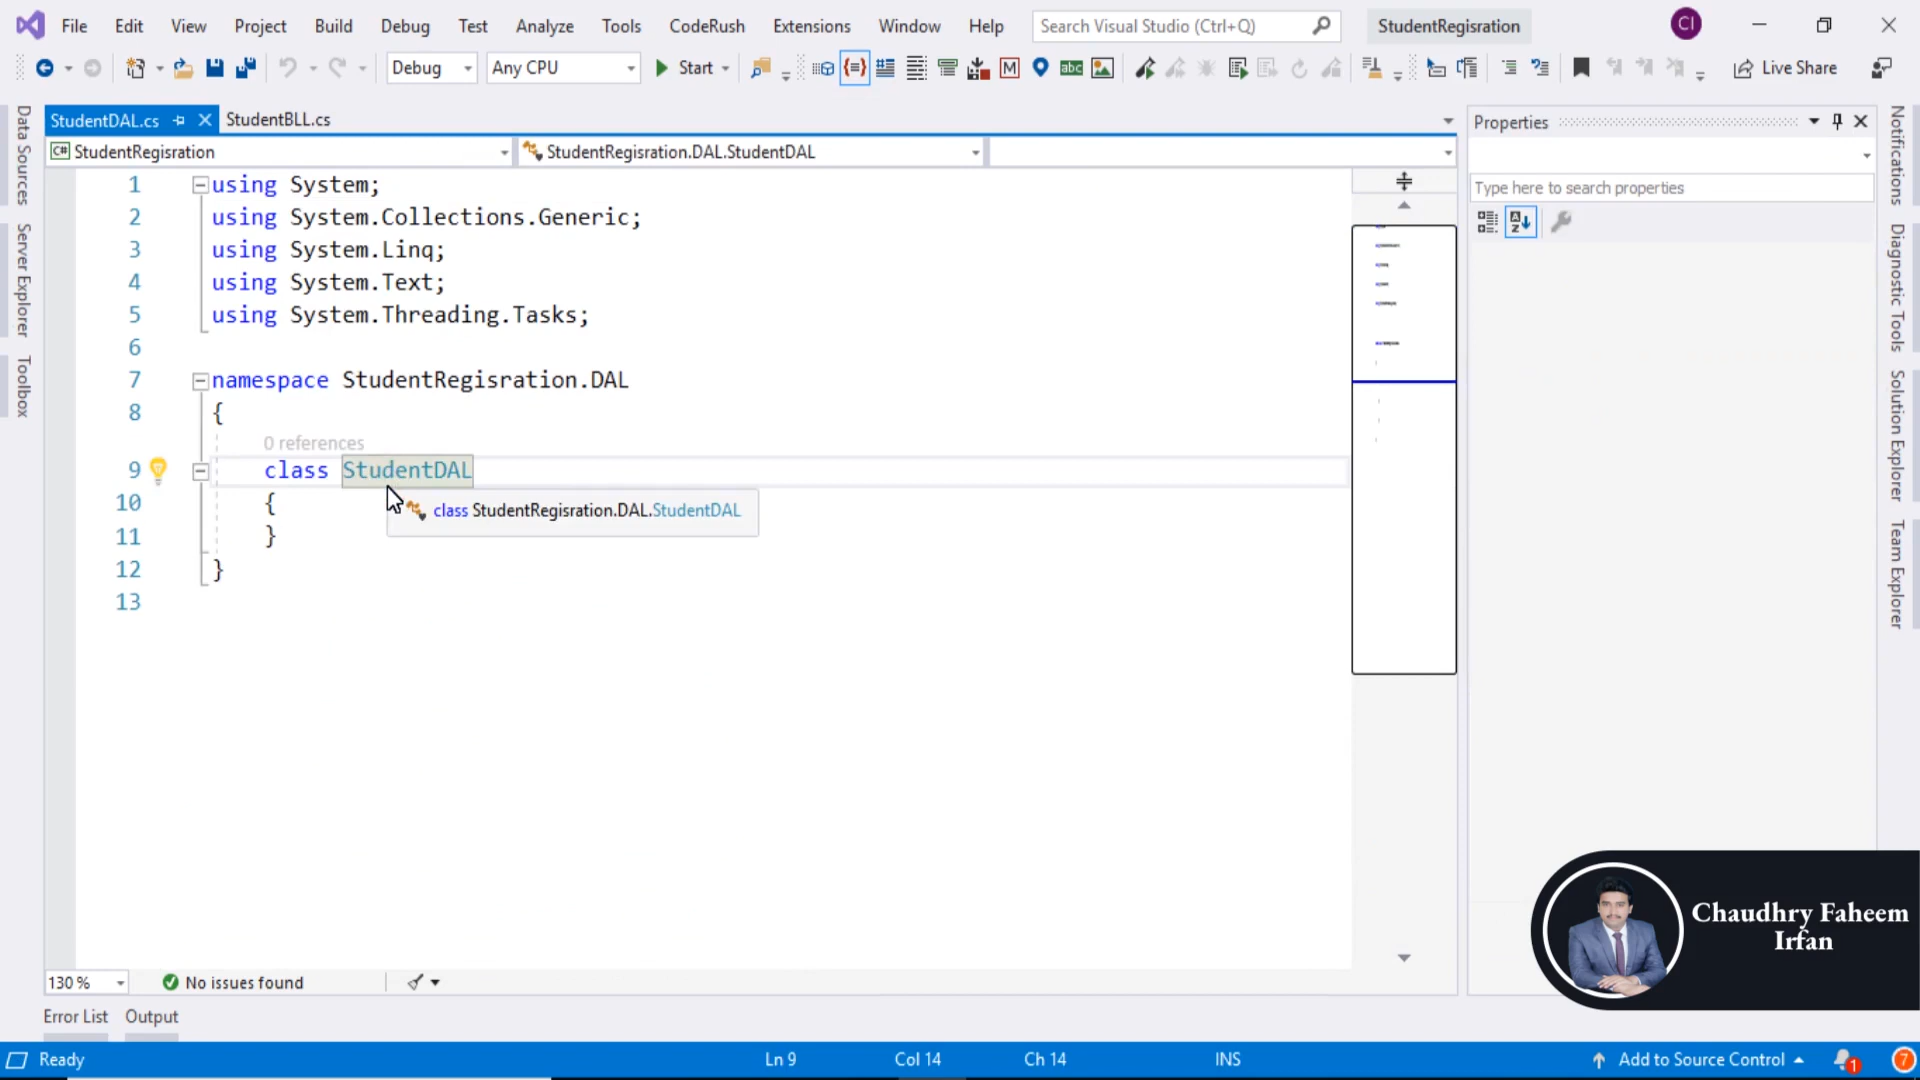 File Edit View Project Build Debug Test Analyze Tools CodeRush Extensions Window Help Search Visual Studio (Ctrl+Q) StudentRegisration CI
Debug Any CPU Start M abc Live Share
StudentDAL.cs StudentBLL.cs
C# StudentRegisration StudentRegisration.DAL.StudentDAL
1 using System;
2 using System.Collections.Generic;
3 using System.Linq;
4 using System.Text;
5 using System.Threading.Tasks;
6
7 namespace StudentRegisration.DAL
8 {
0 references
9 class StudentDAL
10 {
class StudentRegisration.DAL.StudentDAL
11 }
12 }
13
Data Sources
Server Explorer
Toolbox
Properties
Type here to search properties
Notifications
Diagnostic Tools
Solution Explorer
Team Explorer
Chaudhry Faheem
Irfan
130 % No issues found
Error List Output
Ready Ln 9 Col 14 Ch 14 INS Add to Source Control 1 7